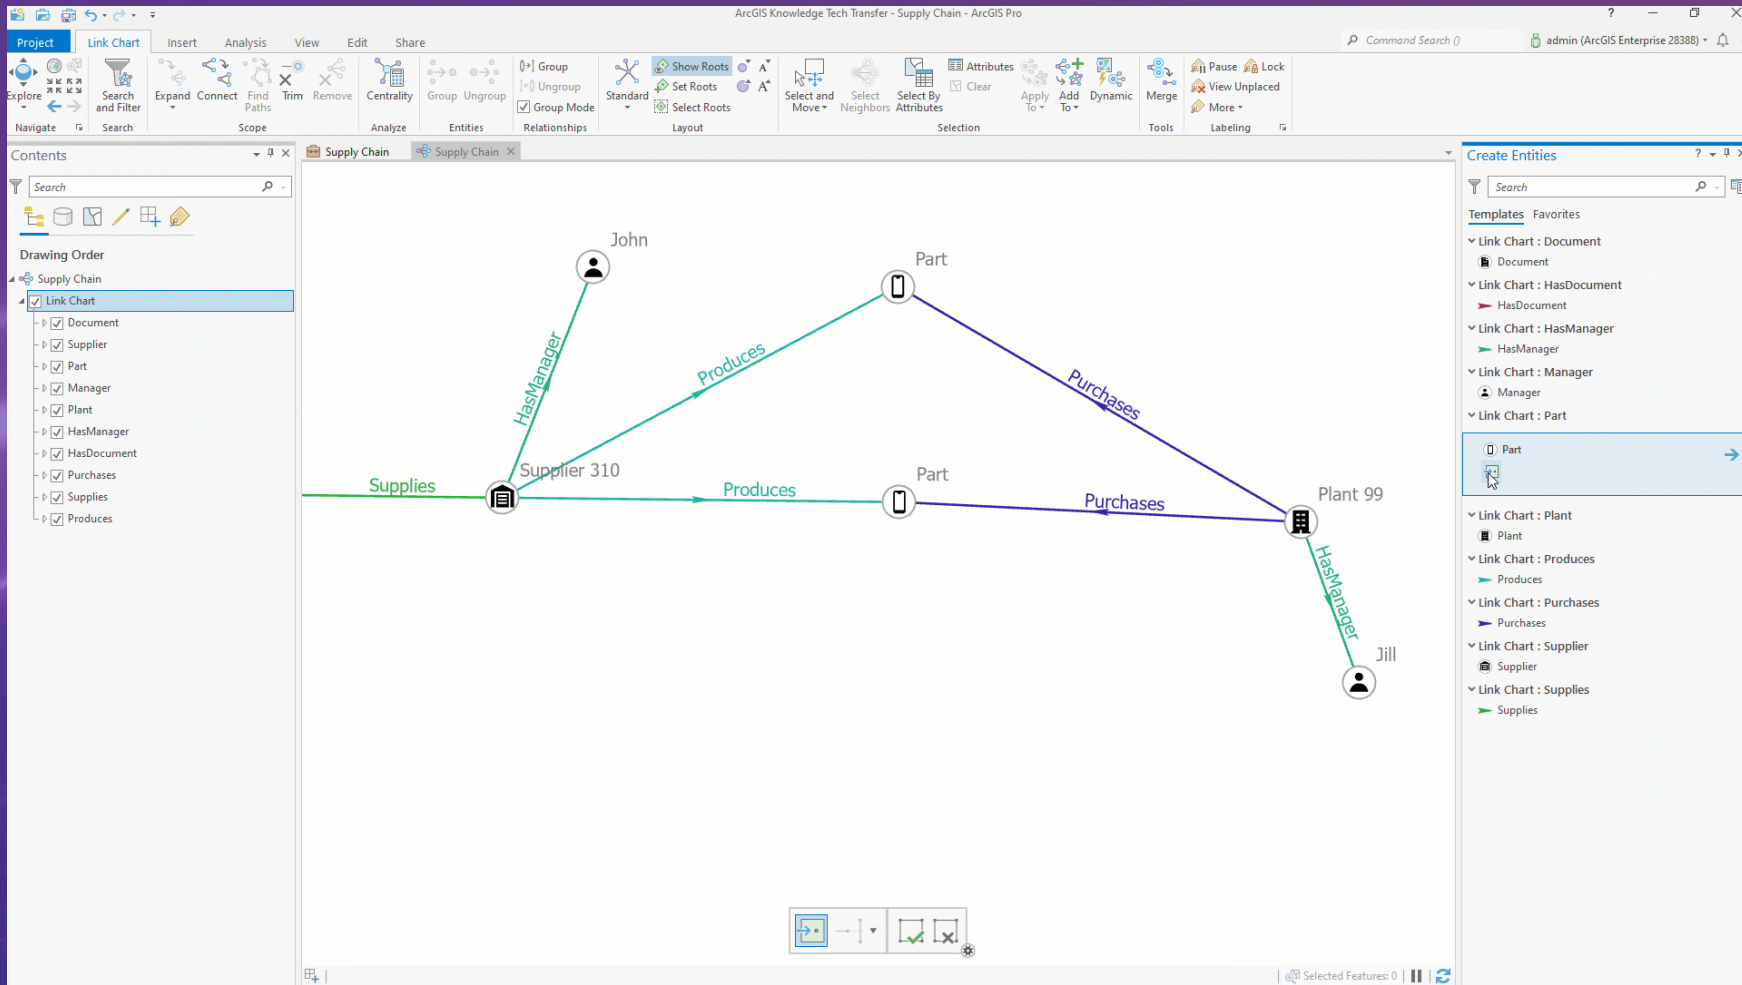 ArcGIS Knowledge Tech Transfer - Supply Chain - ArcGIS Pro
?
Project
Link Chart
Insert
Analysis
View
Edit
Share
Command Search ()
admin (ArcGIS Enterprise 28388)
Explore
Navigate
Search and Filter
Search
Expand
Connect
Find Paths
Trim
Remove
Scope
Centrality
Analyze
Group
Ungroup
Entities
Group
Ungroup
Group Mode
Relationships
Standard
Show Roots
Set Roots
Select Roots
A
A
Layout
Select and Move
Select Neighbors
Select By Attributes
Attributes
Clear
Apply To
Add To
Dynamic
Selection
Merge
Tools
Pause
Lock
View Unplaced
More
Labeling
Contents
Search
Drawing Order
Supply Chain
Link Chart
Document
Supplier
Part
Manager
Plant
HasManager
HasDocument
Purchases
Supplies
Produces
Supply Chain
Supply Chain
John
Part
HasManager
Produces
Purchases
Supplies
Supplier 310
Produces
Part
Purchases
Plant 99
HasManager
Jill
Selected Features: 0
Create Entities
?
Search
Templates
Favorites
Link Chart : Document
Document
Link Chart : HasDocument
HasDocument
Link Chart : HasManager
HasManager
Link Chart : Manager
Manager
Link Chart : Part
Part
Link Chart : Plant
Plant
Link Chart : Produces
Produces
Link Chart : Purchases
Purchases
Link Chart : Supplier
Supplier
Link Chart : Supplies
Supplies